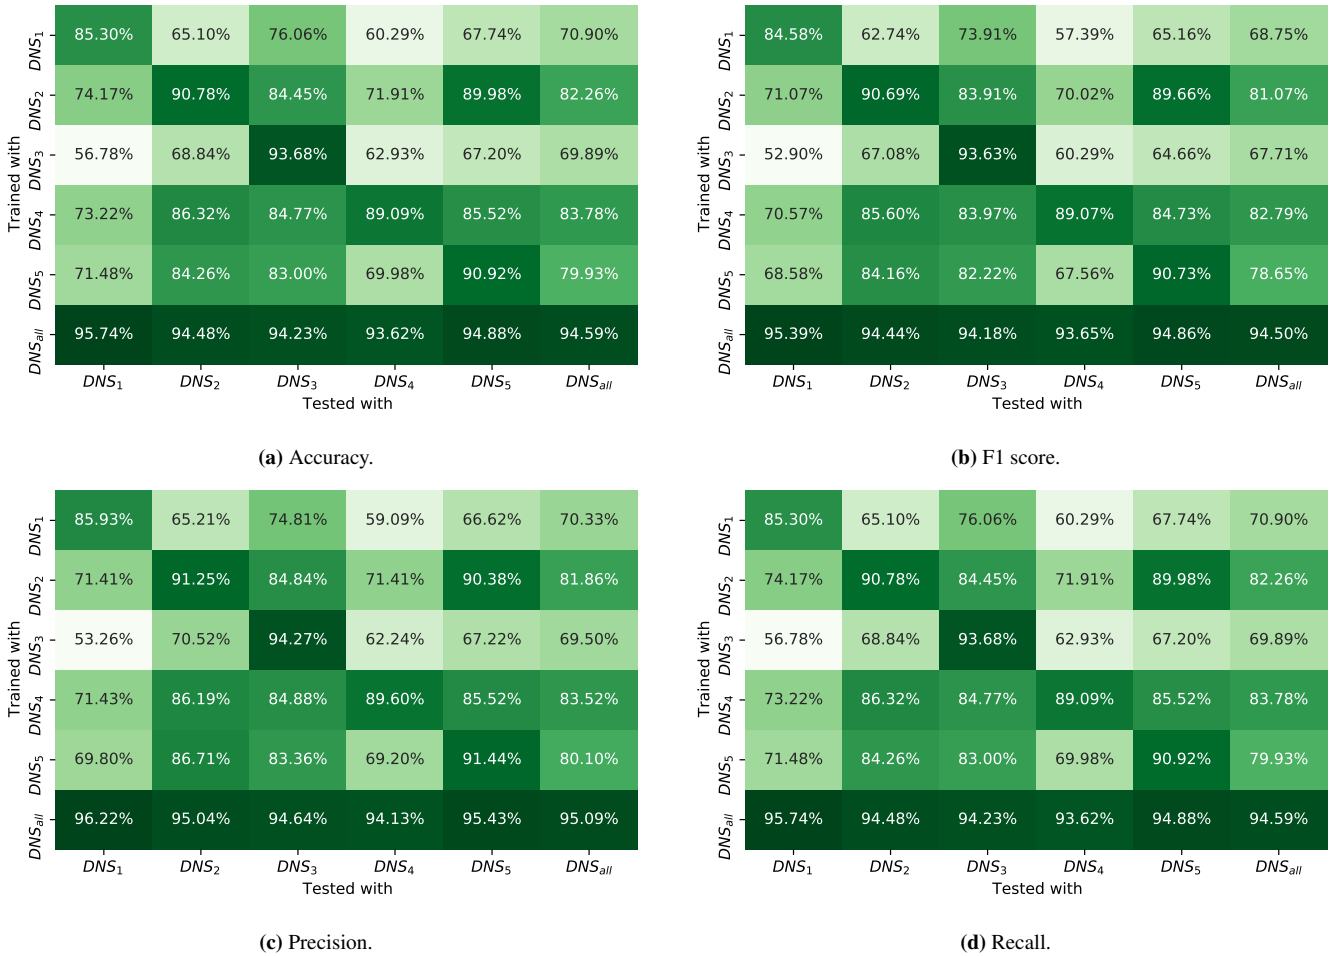 Trained with
DNS1 85.30% 65.10% 76.06% 60.29% 67.74% 70.90%
DNS2 74.17% 90.78% 84.45% 71.91% 89.98% 82.26%
DNS3 56.78% 68.84% 93.68% 62.93% 67.20% 69.89%
DNS4 73.22% 86.32% 84.77% 89.09% 85.52% 83.78%
DNS5 71.48% 84.26% 83.00% 69.98% 90.92% 79.93%
DNSall 95.74% 94.48% 94.23% 93.62% 94.88% 94.59%
DNS1 DNS2 DNS3 DNS4 DNS5 DNSall
Tested with
(a) Accuracy.
Trained with
DNS1 84.58% 62.74% 73.91% 57.39% 65.16% 68.75%
DNS2 71.07% 90.69% 83.91% 70.02% 89.66% 81.07%
DNS3 52.90% 67.08% 93.63% 60.29% 64.66% 67.71%
DNS4 70.57% 85.60% 83.97% 89.07% 84.73% 82.79%
DNS5 68.58% 84.16% 82.22% 67.56% 90.73% 78.65%
DNSall 95.39% 94.44% 94.18% 93.65% 94.86% 94.50%
DNS1 DNS2 DNS3 DNS4 DNS5 DNSall
Tested with
(b) F1 score.
Trained with
DNS1 85.93% 65.21% 74.81% 59.09% 66.62% 70.33%
DNS2 71.41% 91.25% 84.84% 71.41% 90.38% 81.86%
DNS3 53.26% 70.52% 94.27% 62.24% 67.22% 69.50%
DNS4 71.43% 86.19% 84.88% 89.60% 85.52% 83.52%
DNS5 69.80% 86.71% 83.36% 69.20% 91.44% 80.10%
DNSall 96.22% 95.04% 94.64% 94.13% 95.43% 95.09%
DNS1 DNS2 DNS3 DNS4 DNS5 DNSall
Tested with
(c) Precision.
Trained with
DNS1 85.30% 65.10% 76.06% 60.29% 67.74% 70.90%
DNS2 74.17% 90.78% 84.45% 71.91% 89.98% 82.26%
DNS3 56.78% 68.84% 93.68% 62.93% 67.20% 69.89%
DNS4 73.22% 86.32% 84.77% 89.09% 85.52% 83.78%
DNS5 71.48% 84.26% 83.00% 69.98% 90.92% 79.93%
DNSall 95.74% 94.48% 94.23% 93.62% 94.88% 94.59%
DNS1 DNS2 DNS3 DNS4 DNS5 DNSall
Tested with
(d) Recall.